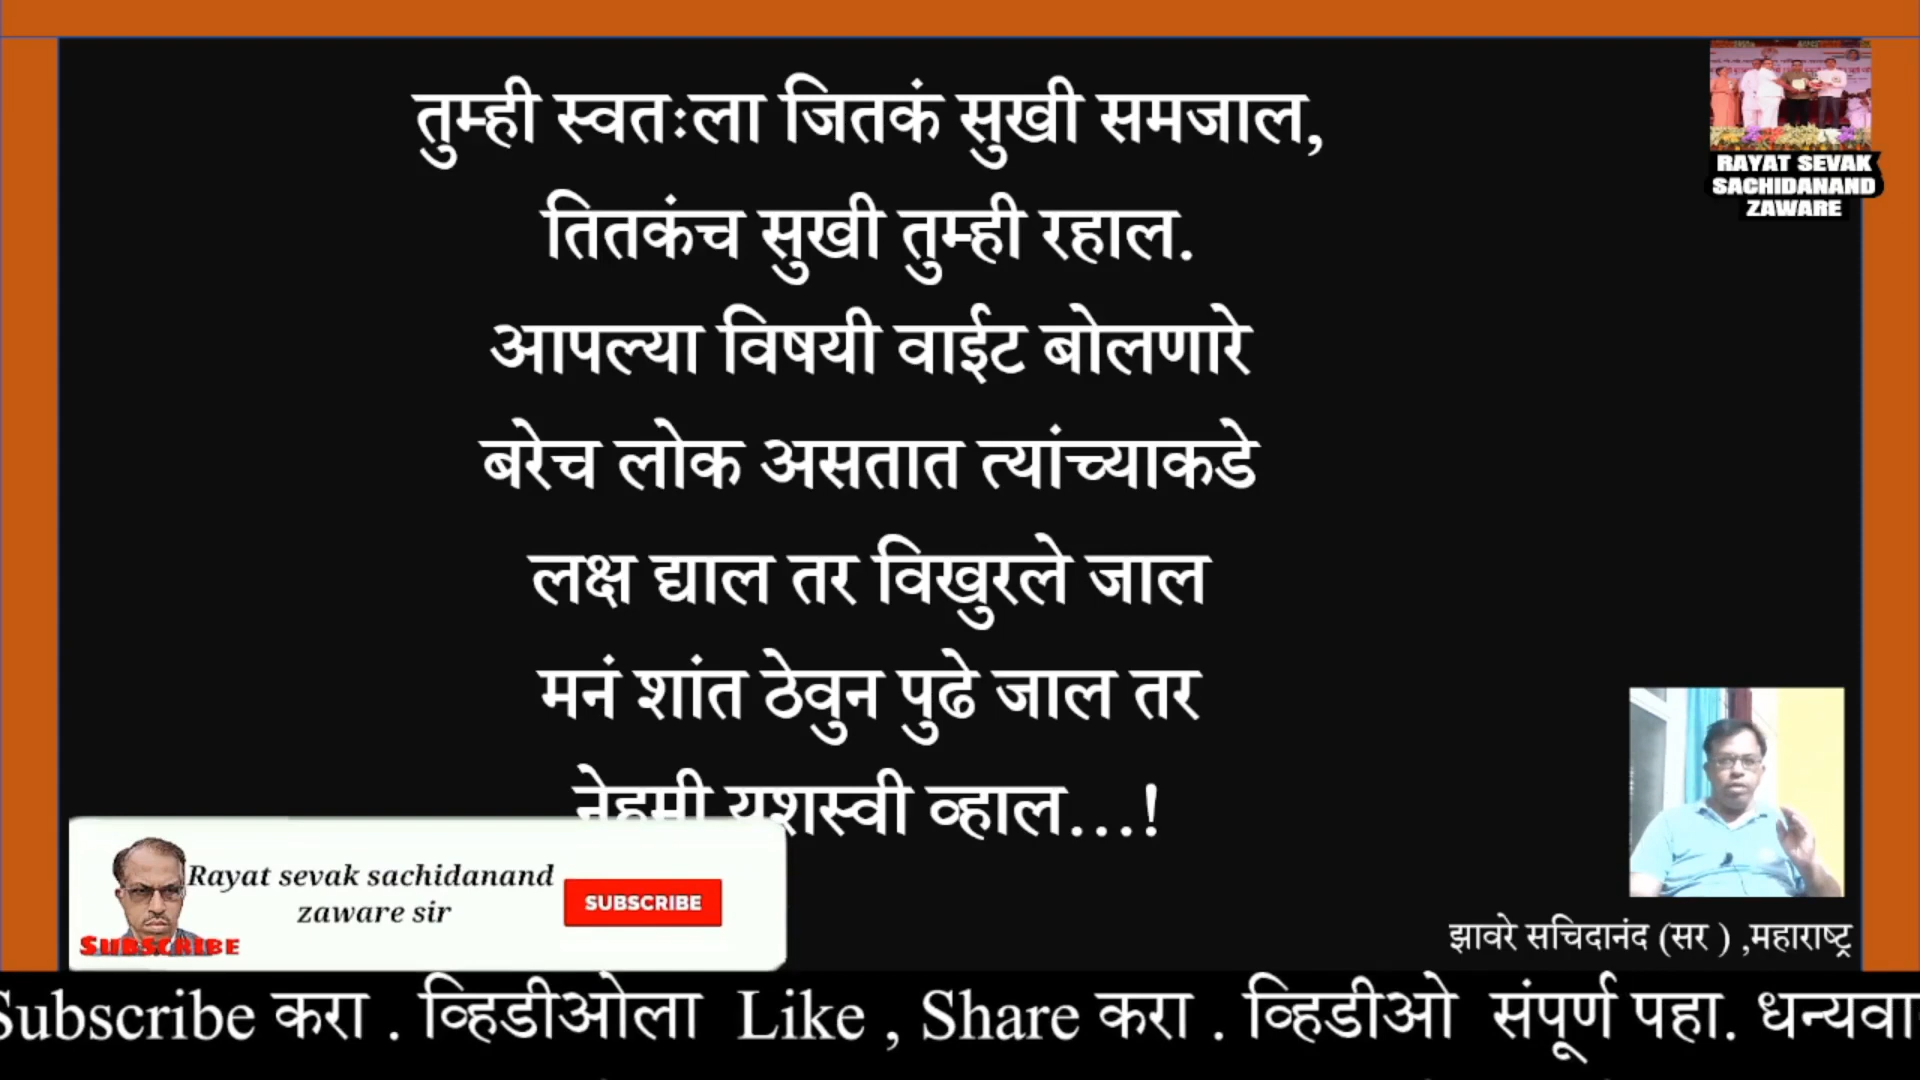 तुम्ही स्वतःला जितकं सुखी समजाल,
तितकंच सुखी तुम्ही रहाल.
आपल्या विषयी वाईट बोलणारे
बरेच लोक असतात त्यांच्याकडे
लक्ष द्याल तर विखुरले जाल
मनं शांत ठेवुन पुढे जाल तर
नेहमी यशस्वी व्हाल...!
RAYAT SEVAK
SACHIDANAND
ZAWARE
Rayat sevak sachidanand
zaware sir
SUBSCRIBE
SUBSCRIBE
झावरे सचिदानंद (सर ) ,महाराष्ट्र
Subscribe करा . व्हिडीओला Like , Share करा . व्हिडीओ संपूर्ण पहा.